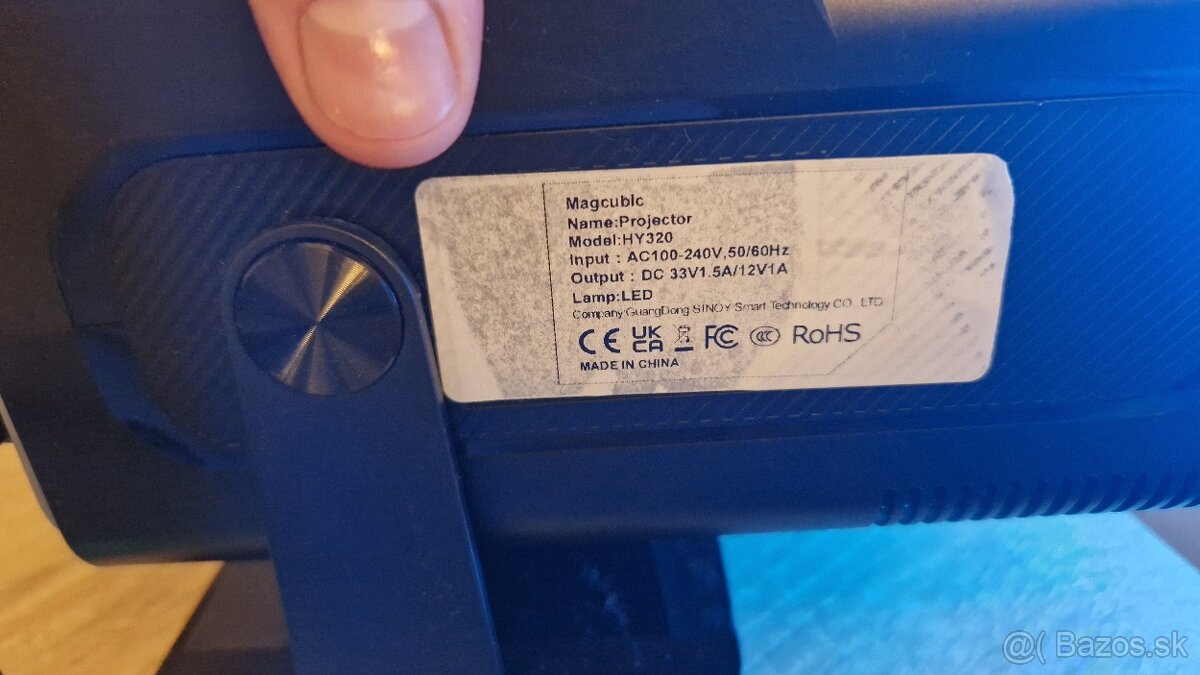 Magcubic
Name:Projector
Model:HY320
Input : AC100-240V,50/60Hz
Output : DC 33V1.5A/12V1A
Lamp:LED
Company:GuangDong SINOY Smart Technology CO. LTD
CE UK CA FC CCC RoHS
MADE IN CHINA
@( Bazos.sk